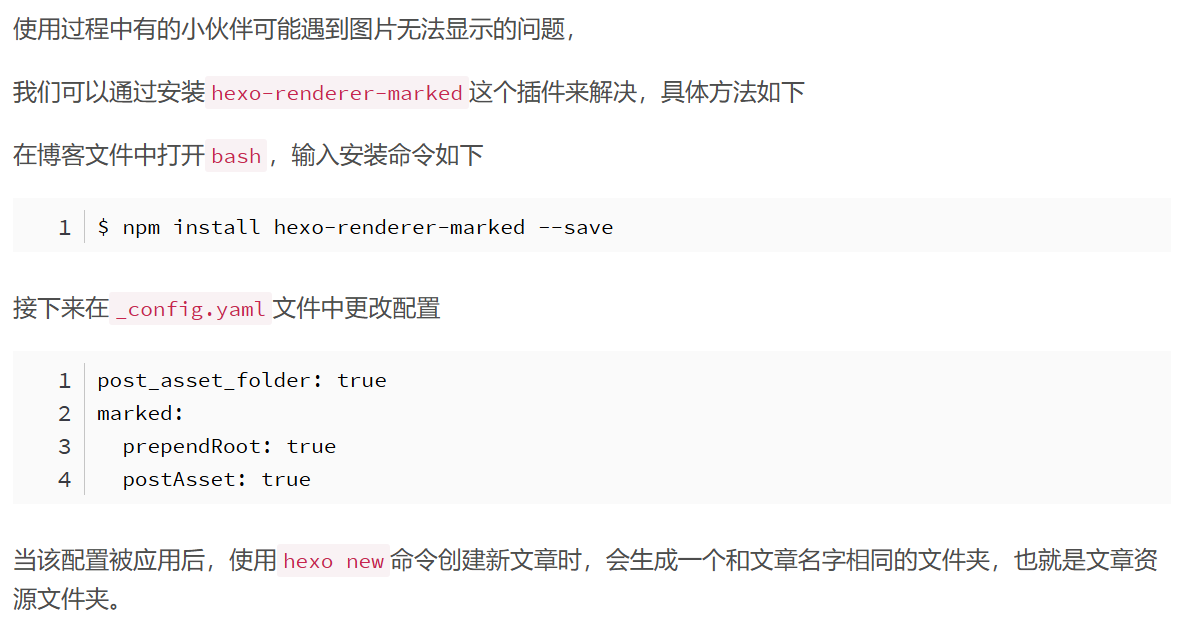 使用过程中有的小伙伴可能遇到图片无法显示的问题，
我们可以通过安装hexo-renderer-marked这个插件来解决，具体方法如下
在博客文件中打开bash，输入安装命令如下
1 $ npm install hexo-renderer-marked --save
接下来在_config.yaml文件中更改配置
1 post_asset_folder: true
2 marked:
3   prependRoot: true
4   postAsset: true
当该配置被应用后，使用hexo new命令创建新文章时，会生成一个和文章名字相同的文件夹，也就是文章资
源文件夹。